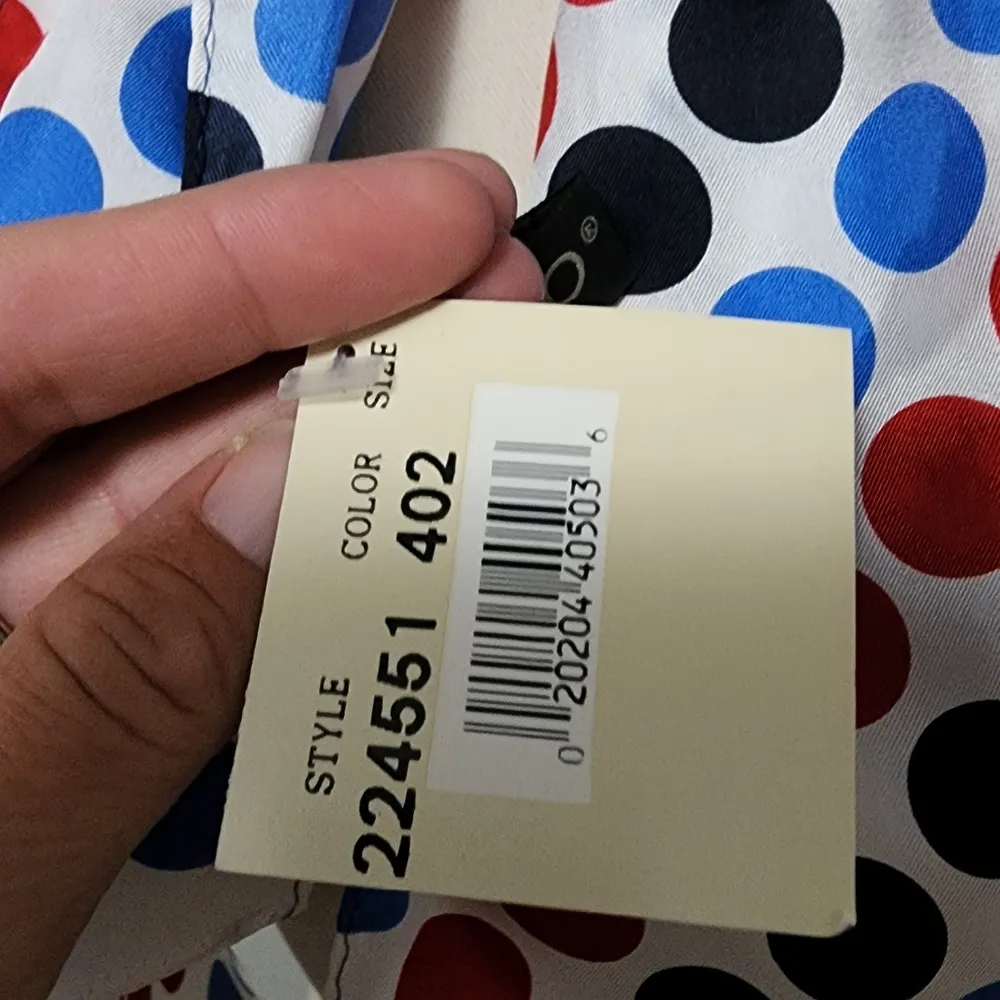 STYLE COLOR SIZE
224551 402
0 20204 40503 6
O®